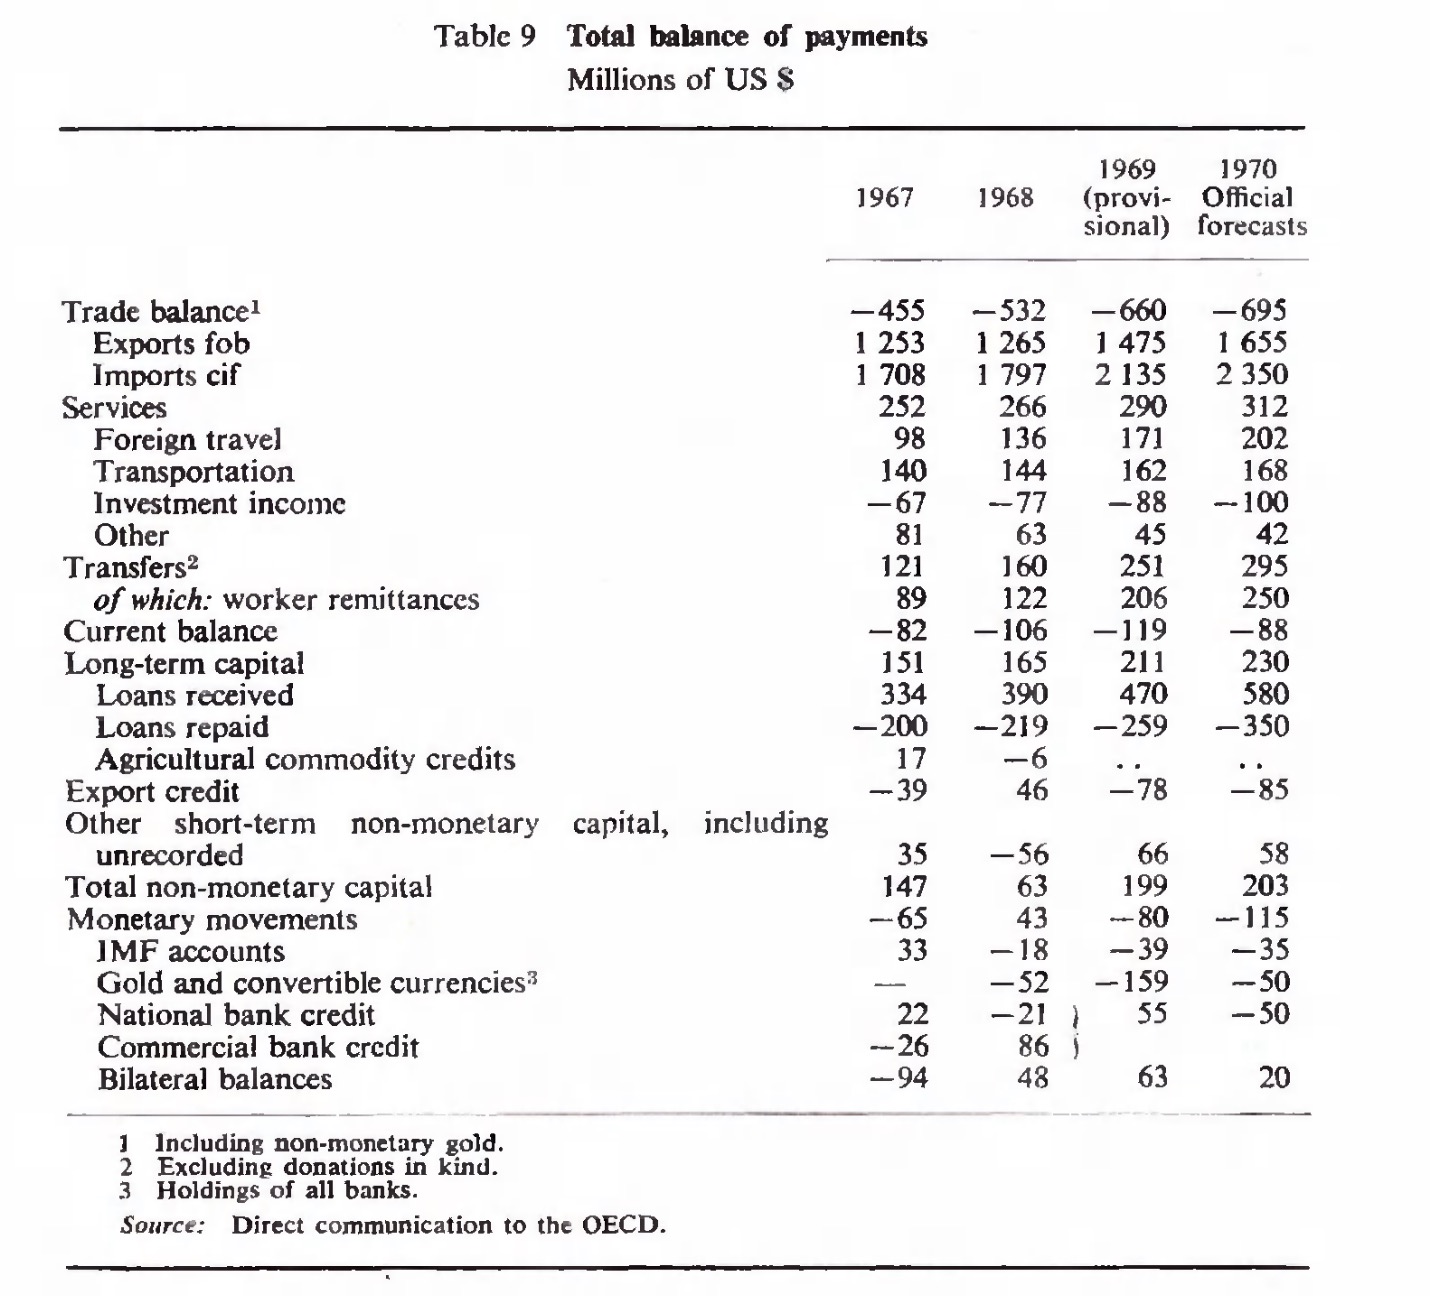 Table 9 Total balance of payments
Millions of US $
1967 1968 1969 (provi- sional) 1970 Official forecasts
Trade balance¹ —455 —532 —660 —695
Exports fob 1 253 1 265 1 475 1 655
Imports cif 1 708 1 797 2 135 2 350
Services 252 266 290 312
Foreign travel 98 136 171 202
Transportation 140 144 162 168
Investment income —67 —77 —88 —100
Other 81 63 45 42
Transfers² 121 160 251 295
of which: worker remittances 89 122 206 250
Current balance —82 —106 —119 —88
Long-term capital 151 165 211 230
Loans received 334 390 470 580
Loans repaid —200 —219 —259 —350
Agricultural commodity credits 17 —6 . . . .
Export credit —39 46 —78 —85
Other short-term non-monetary capital, including
unrecorded 35 —56 66 58
Total non-monetary capital 147 63 199 203
Monetary movements —65 43 —80 —115
IMF accounts 33 —18 —39 —35
Gold and convertible currencies³ — —52 —159 —50
National bank credit 22 —21 } 55 —50
Commercial bank credit —26 86
Bilateral balances —94 48 63 20
1 Including non-monetary gold.
2 Excluding donations in kind.
3 Holdings of all banks.
Source: Direct communication to the OECD.